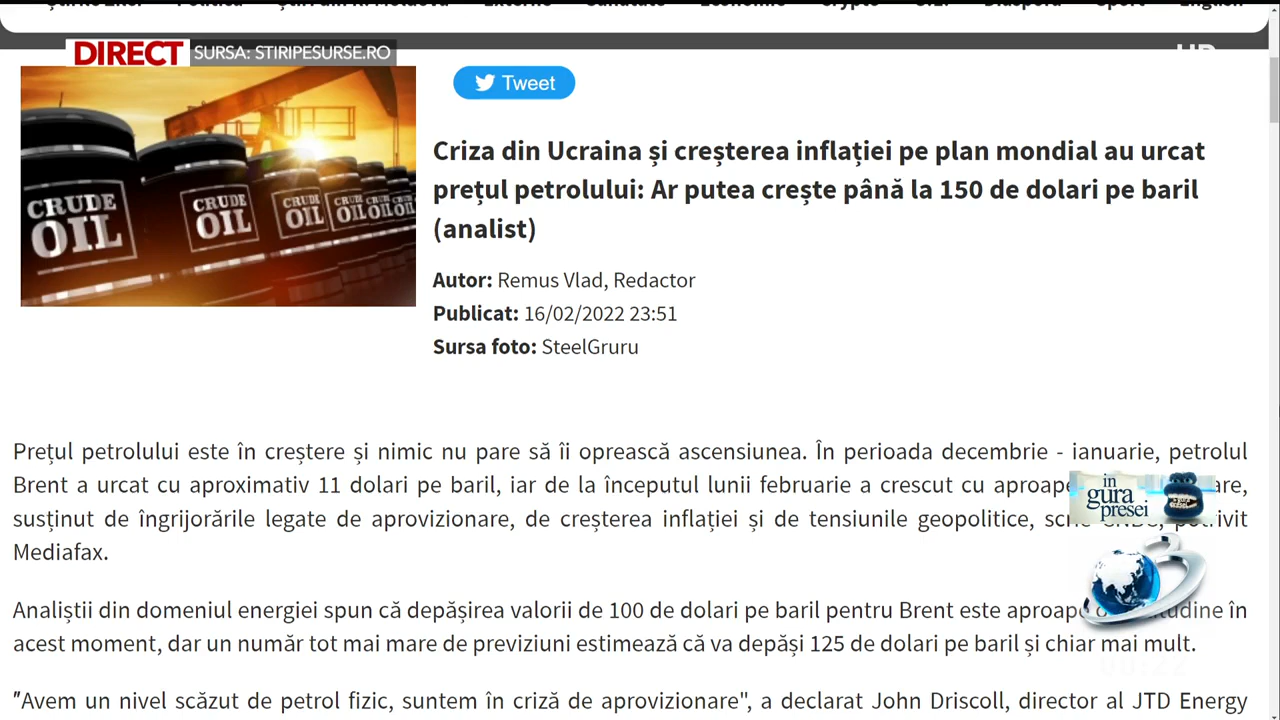 DIRECT SURSA: STIRIPESURSE.RO
CRUDE OIL CRUDE OIL CRUDE OIL CRUDE OIL CRUDE OIL CRUDE OIL
Tweet
Criza din Ucraina și creșterea inflației pe plan mondial au urcat
prețul petrolului: Ar putea crește până la 150 de dolari pe baril
(analist)
Autor: Remus Vlad, Redactor
Publicat: 16/02/2022 23:51
Sursa foto: SteelGruru
Prețul petrolului este în creștere și nimic nu pare să îi oprească ascensiunea. În perioada decembrie - ianuarie, petrolul
Brent a urcat cu aproximativ 11 dolari pe baril, iar de la începutul lunii februarie a crescut cu
susținut de îngrijorările legate de aprovizionare, de creșterea inflației și de tensiunile geopolitice,
Mediafax.
in
gura
presei
Analiștii din domeniul energiei spun că depășirea valorii de 100 de dolari pe baril pentru Brent este în
acest moment, dar un număr tot mai mare de previziuni estimează că va depăși 125 de dolari pe baril și chiar mai mult.
"Avem un nivel scăzut de petrol fizic, suntem în criză de aprovizionare", a declarat John Driscoll, director al JTD Energy